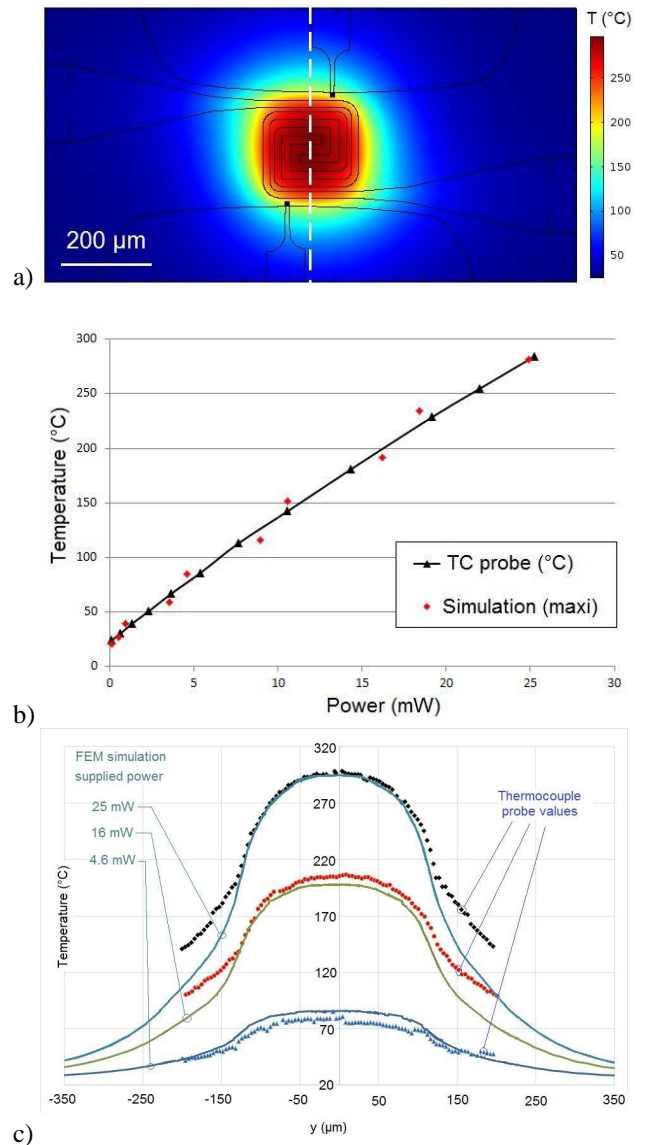 T (°C)
250
200
150
100
50
200 µm
a)
300
250
200
150
100
50
0
0 5 10 15 20 25 30
Temperature (°C)
Power (mW)
TC probe (°C)
Simulation (maxi)
b)
320
270
220
170
120
70
20
FEM simulation
supplied power
25 mW
16 mW
4.6 mW
Thermocouple
probe values
Temperature (°C)
-350 -250 -150 -50 50 150 250 350
y (µm)
c)